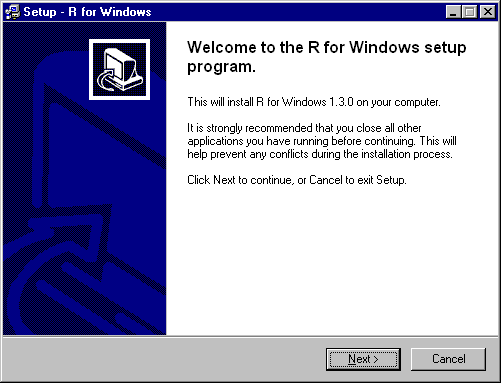 Setup - R for Windows
Welcome to the R for Windows setup
program.
This will install R for Windows 1.3.0 on your computer.
It is strongly recommended that you close all other
applications you have running before continuing. This will
help prevent any conflicts during the installation process.
Click Next to continue, or Cancel to exit Setup.
Next >
Cancel